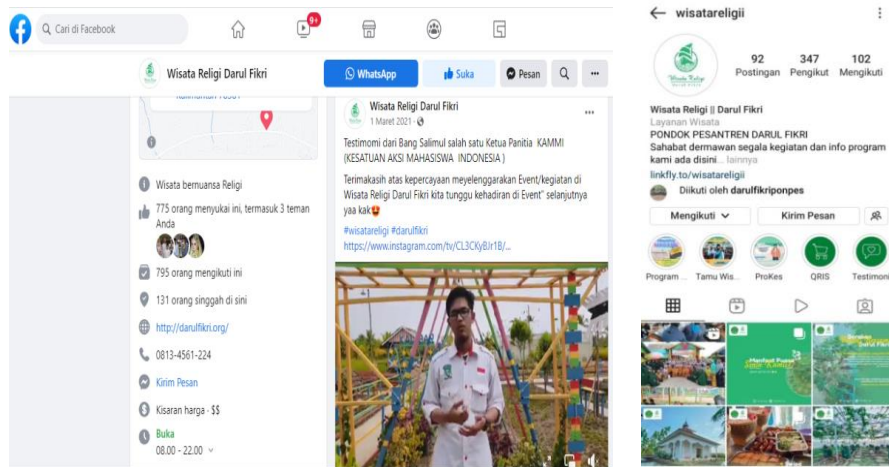 Cari di Facebook
9+
Wisata Religi Darul Fikri
WhatsApp
Suka
Pesan
Wisata bernuansa Religi
775 orang menyukai ini, termasuk 3 teman
Anda
795 orang mengikuti ini
131 orang singgah di sini
http://darulfikri.org/
0813-4561-224
Kirim Pesan
Kisaran harga · $$
Buka
08.00 - 22.00
Wisata Religi Darul Fikri
1 Maret 2021 ·
Testimomi dari Bang Salimul salah satu Ketua Panitia KAMMI
(KESATUAN AKSI MAHASISWA INDONESIA )
Terimakasih atas kepercayaan meyelenggarakan Event/kegiatan di
Wisata Religi Darul Fikri kita tunggu kehadiran di Event" selanjutnya
yaa kak🤩
#wisatareligi #darulfikri
https://www.instagram.com/tv/CL3CKyBJr1B/...
wisatareligii
92 347 102
Postingan Pengikut Mengikuti
Wisata Religi || Darul Fikri
Layanan Wisata
PONDOK PESANTREN DARUL FIKRI
Sahabat dermawan segala kegiatan dan info program
kami ada disini... lainnya
linkfly.to/wisatareligii
Diikuti oleh darulfikriponpes
Mengikuti
Kirim Pesan
Program ... Tamu Wis... ProKes QRIS Testimoni